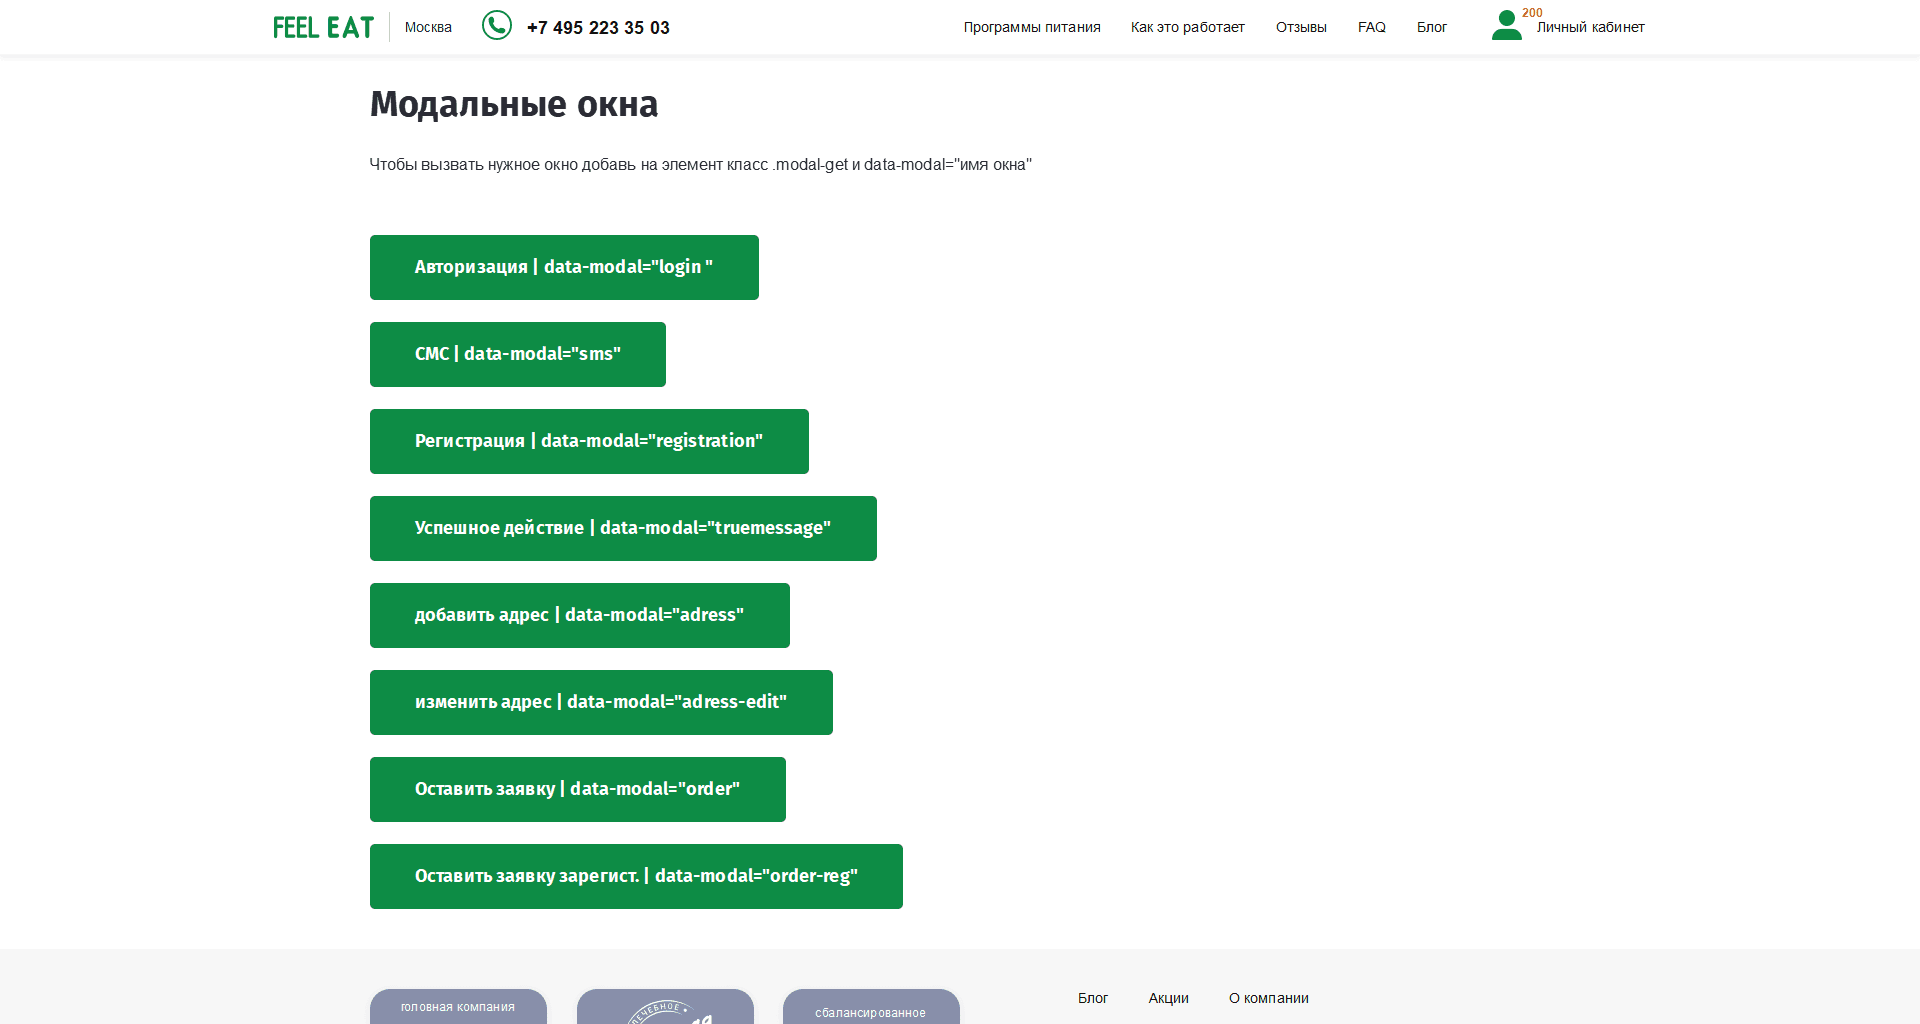 FEEL EAT
Москва
+7 495 223 35 03
Программы питания
Как это работает
Отзывы
FAQ
Блог
200
Личный кабинет
Модальные окна
Чтобы вызвать нужное окно добавь на элемент класс .modal-get и data-modal="имя окна"
Авторизация | data-modal="login "
СМС | data-modal="sms"
Регистрация | data-modal="registration"
Успешное действие | data-modal="truemessage"
добавить адрес | data-modal="adress"
изменить адрес | data-modal="adress-edit"
Оставить заявку | data-modal="order"
Оставить заявку зарегист. | data-modal="order-reg"
головная компания
сбалансированное
Блог
Акции
О компании